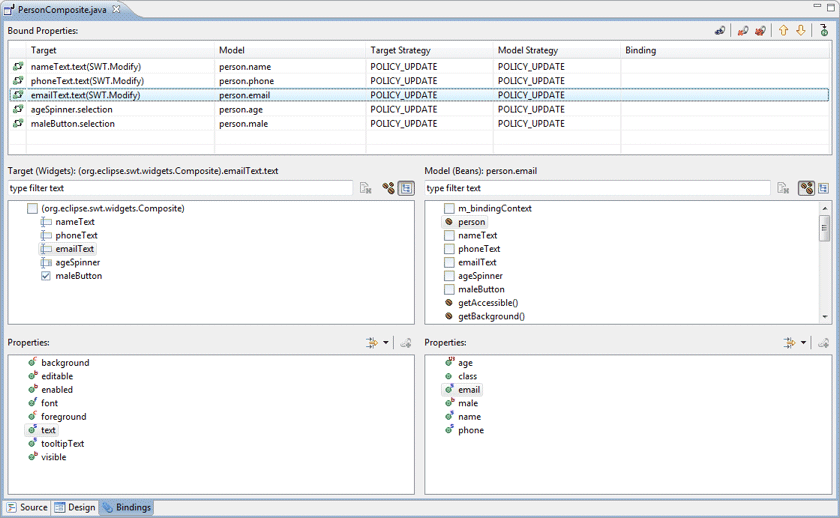 PersonComposite.java
Bound Properties:
Target Model Target Strategy Model Strategy Binding
nameText.text(SWT.Modify) person.name POLICY_UPDATE POLICY_UPDATE
phoneText.text(SWT.Modify) person.phone POLICY_UPDATE POLICY_UPDATE
emailText.text(SWT.Modify) person.email POLICY_UPDATE POLICY_UPDATE
ageSpinner.selection person.age POLICY_UPDATE POLICY_UPDATE
maleButton.selection person.male POLICY_UPDATE POLICY_UPDATE
Target (Widgets): (org.eclipse.swt.widgets.Composite).emailText.text
type filter text
(org.eclipse.swt.widgets.Composite)
nameText
phoneText
emailText
ageSpinner
maleButton
Model (Beans): person.email
type filter text
m_bindingContext
person
nameText
phoneText
emailText
ageSpinner
maleButton
getAccessible()
getBackground()
Properties:
background
editable
enabled
font
foreground
text
tooltipText
visible
Properties:
age
class
email
male
name
phone
Source Design Bindings